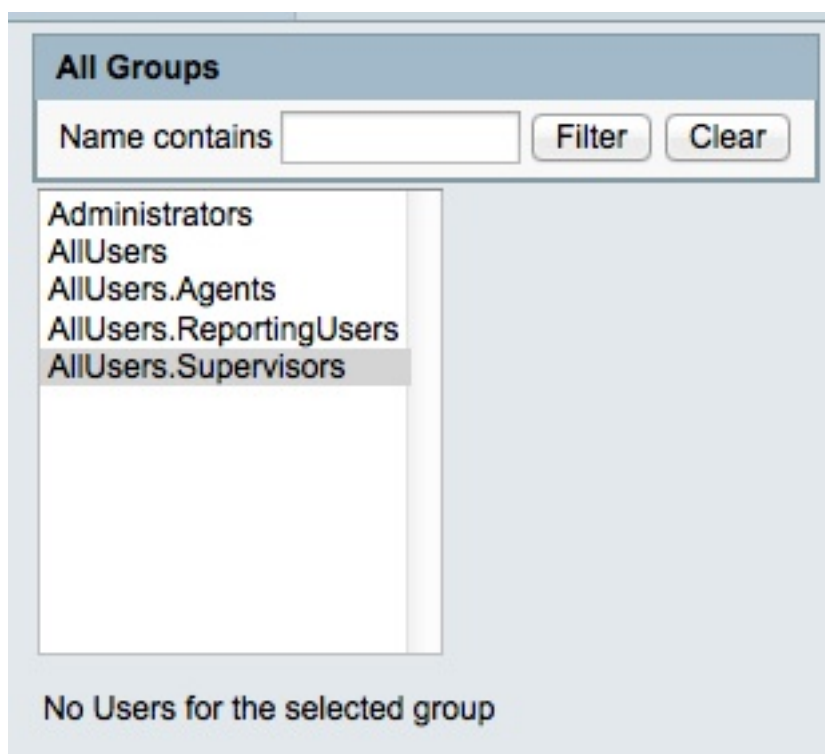 All Groups
Name contains Filter Clear
Administrators
AllUsers
AllUsers.Agents
AllUsers.ReportingUsers
AllUsers.Supervisors
No Users for the selected group